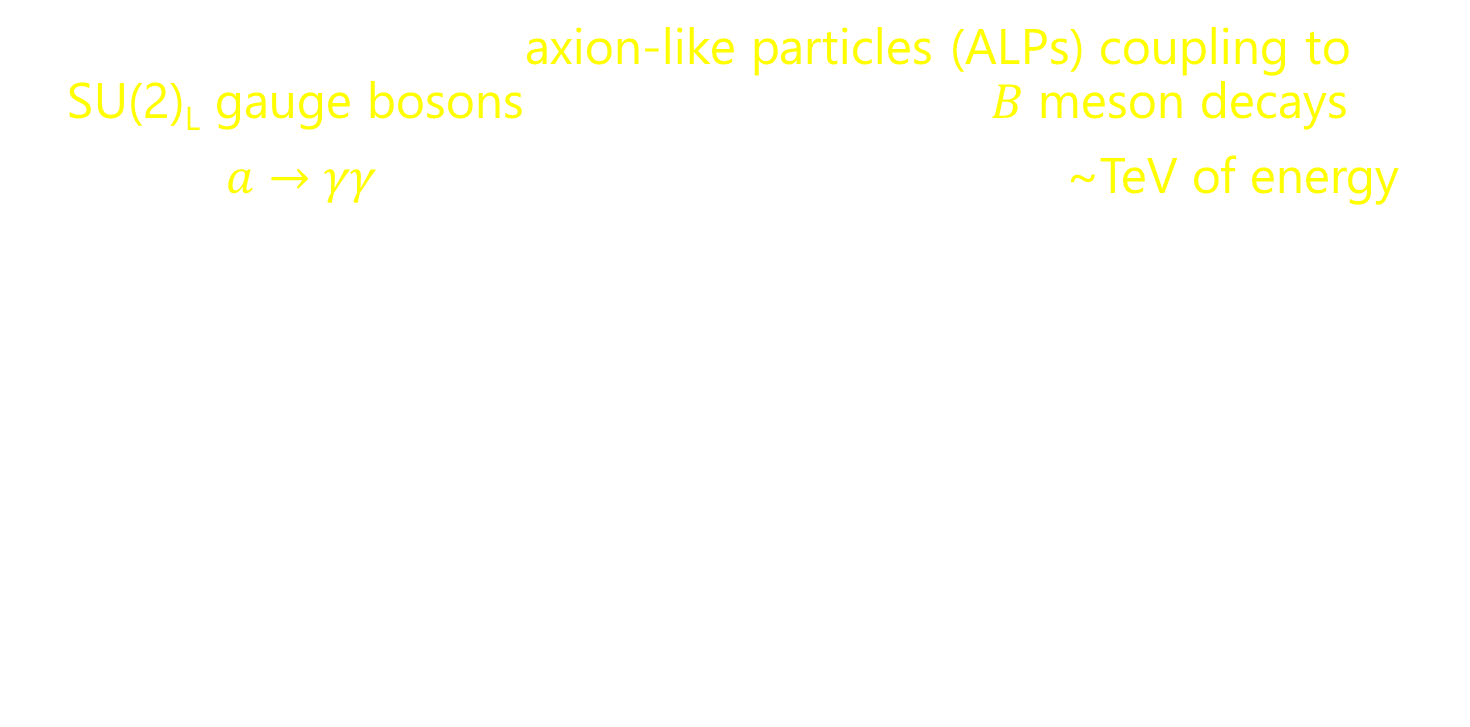 axion-like particles (ALPs) coupling to
SU(2)L gauge bosons B meson decays
a → γγ ~TeV of energy